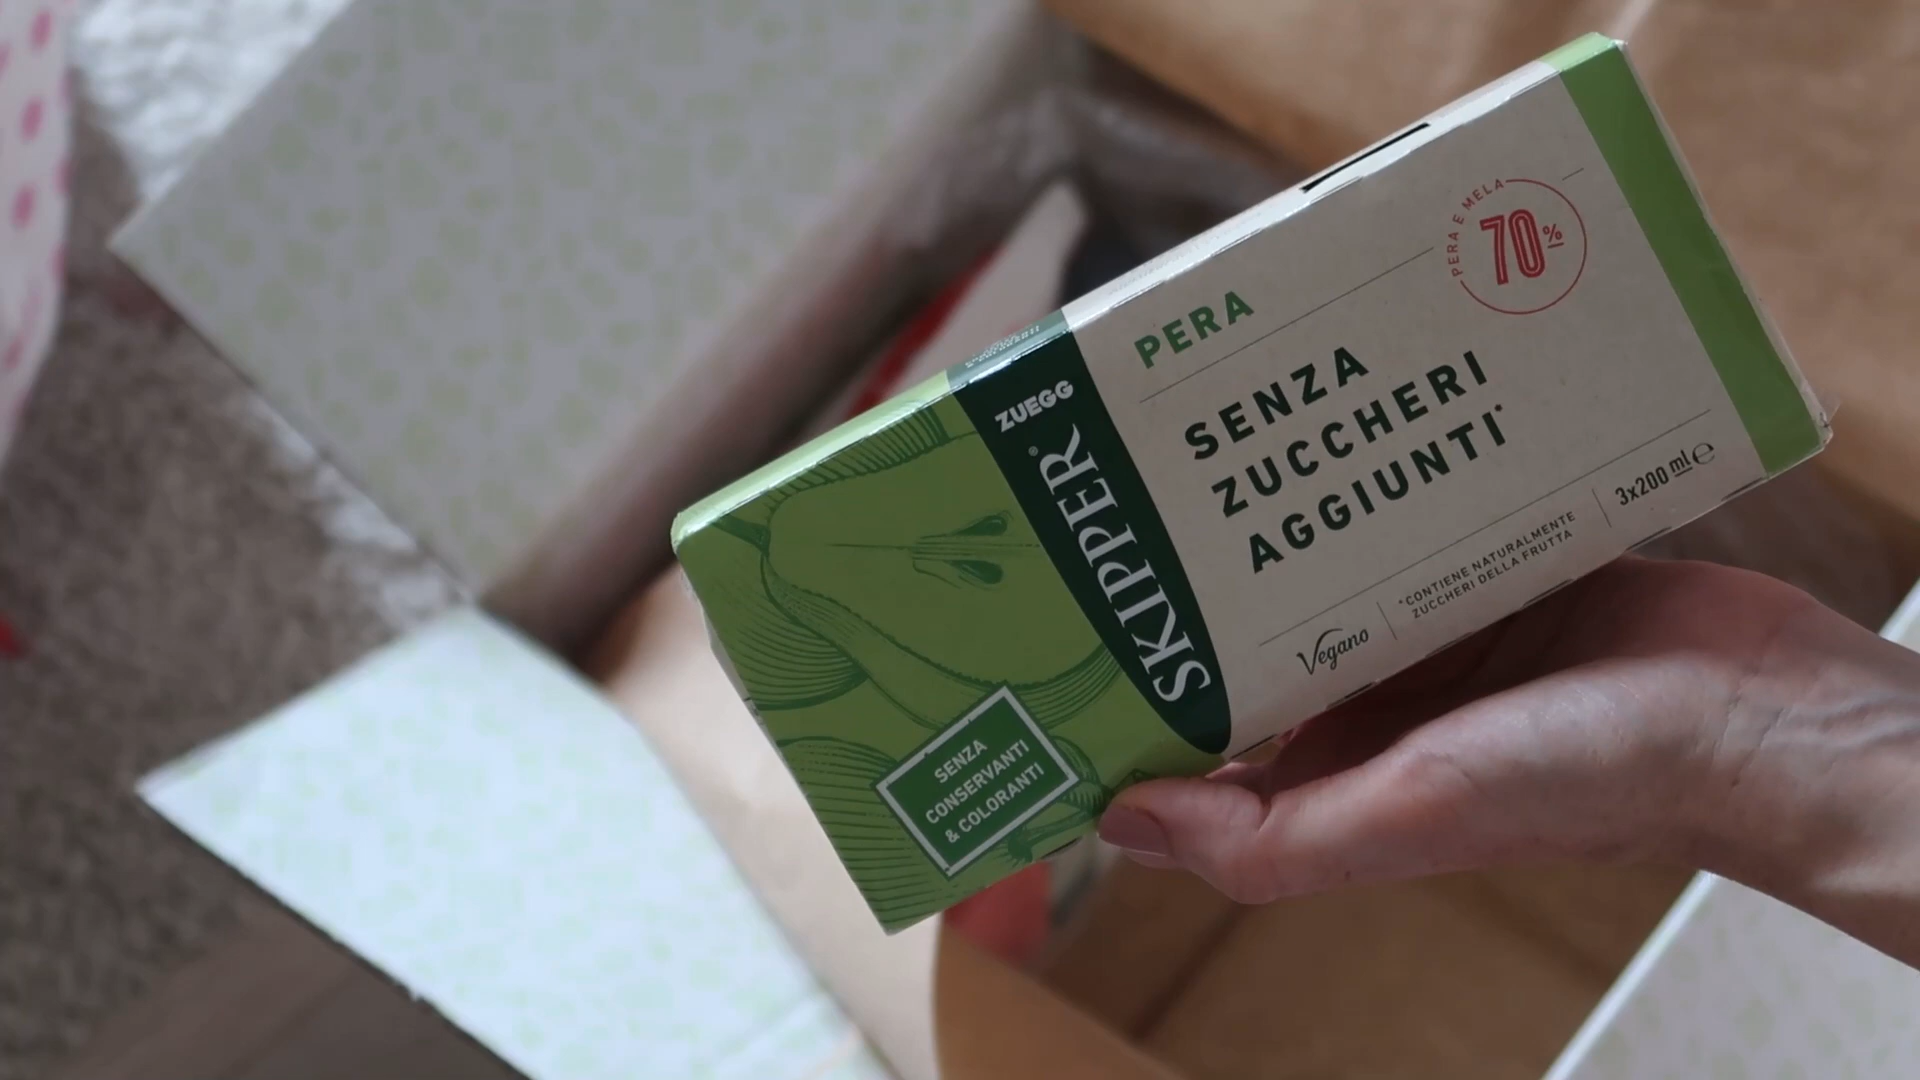 ZUEGG
SKIPPER®
PERA
SENZA
ZUCCHERI
AGGIUNTI*
PERA E MELA
70%
3x200 ml e
*CONTIENE NATURALMENTE
ZUCCHERI DELLA FRUTTA
Vegano
SENZA
CONSERVANTI
& COLORANTI